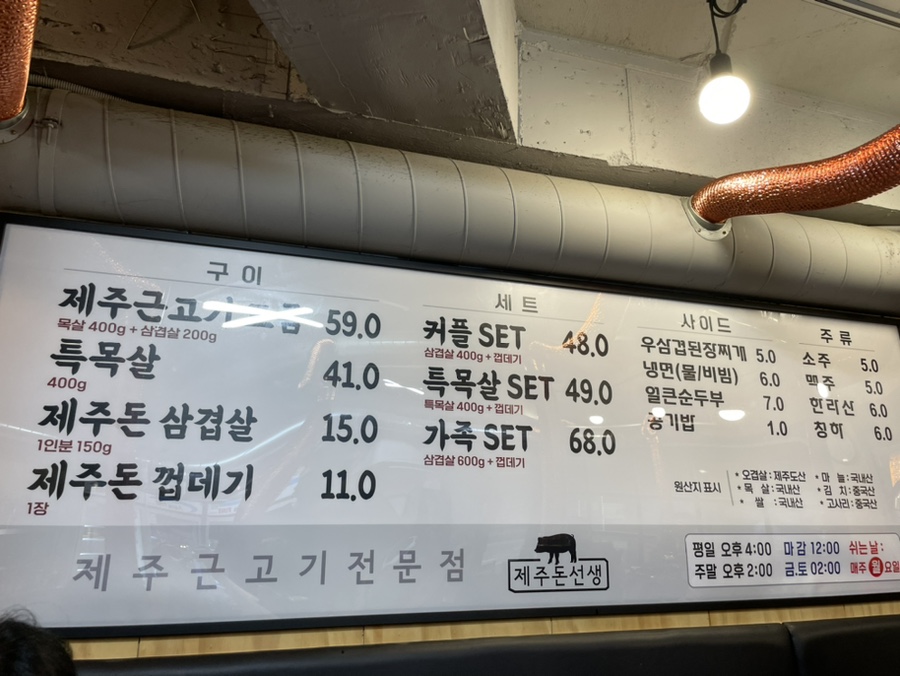 구이
제주근고기 모듬 59.0
목살 400g + 삼겹살 200g
특목살 41.0
400g
제주돈 삼겹살 15.0
1인분 150g
제주돈 껍데기 11.0
1장
세트
커플 SET 48.0
삼겹살 400g + 껍데기
특목살 SET 49.0
특목살 400g + 껍데기
가족 SET 68.0
삼겹살 600g + 껍데기
사이드
우삼겹된장찌개 5.0
냉면(물/비빔) 6.0
얼큰순두부 7.0
공기밥 1.0
주류
소주 5.0
맥주 5.0
한라산 6.0
칭하 6.0
원산지 표시
* 오겹살 : 제주도산 * 마 늘 : 국내산
* 목 살 : 국내산 * 김 치 : 중국산
* 쌀 : 국내산 * 고사리 : 중국산
제주근고기전문점
제주돈선생
평일 오후 4:00 마감 12:00 쉬는날 :
주말 오후 2:00 금.토 02:00 매주 월요일